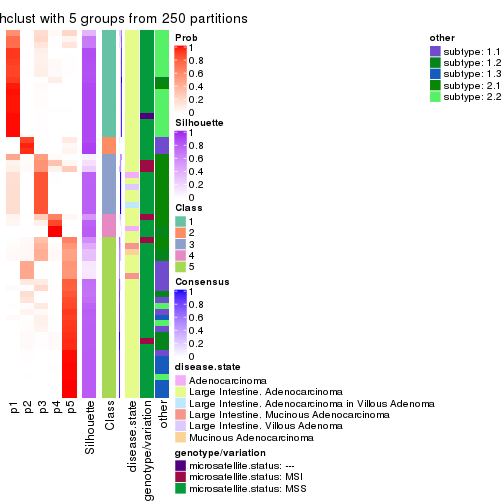 hclust with 5 groups from 250 partitions
Prob
1
0.8
0.6
0.4
0.2
0
Silhouette
1
0.8
0.6
0.4
0.2
0
Class
1
2
3
4
5
Consensus
1
0.8
0.6
0.4
0.2
0
disease.state
Adenocarcinoma
Large Intestine. Adenocarcinoma
Large Intestine. Adenocarcinoma in Villous Adenoma
Large Intestine. Mucinous Adenocarcinoma
Large Intestine. Villous Adenoma
Mucinous Adenocarcinoma
genotype/variation
microsatellite.status: ---
microsatellite.status: MSI
microsatellite.status: MSS
other
subtype: 1.1
subtype: 1.2
subtype: 1.3
subtype: 2.1
subtype: 2.2
p1
p2
p3
p4
p5
Silhouette
Class
disease.state
genotype/variation
other